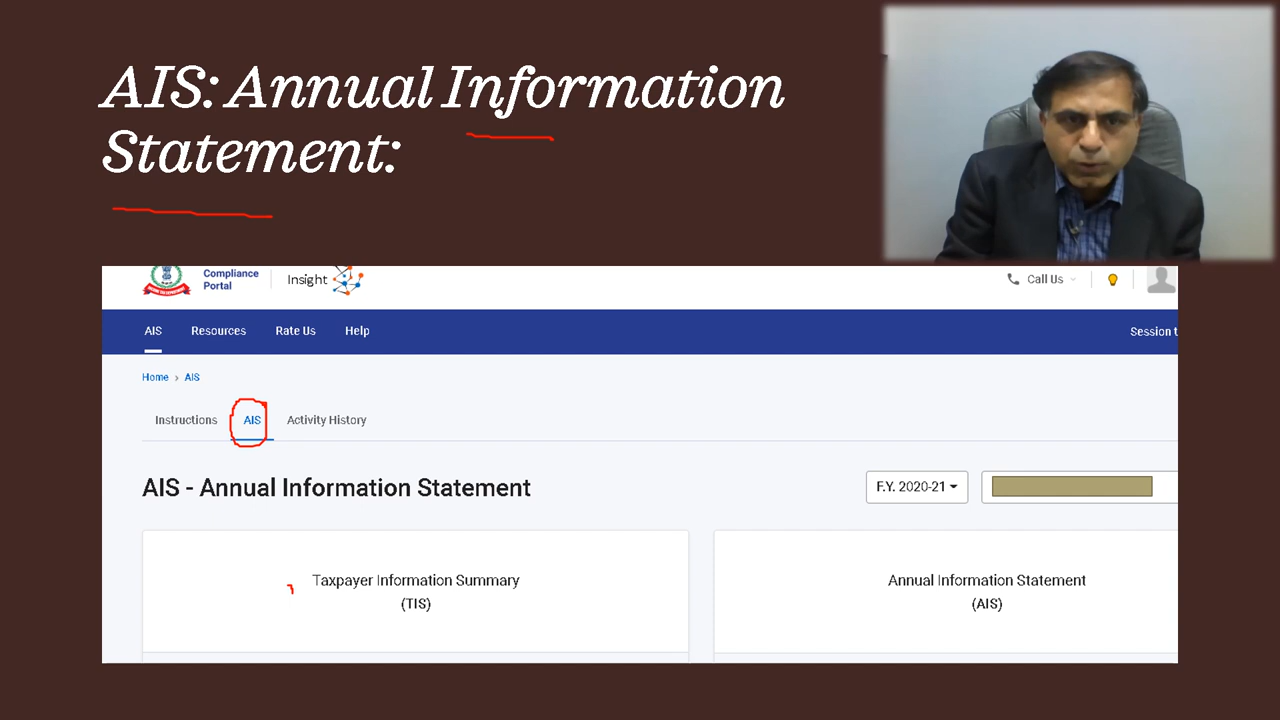 AIS: Annual Information
Statement:
Compliance
Portal
Insight
Call Us
AIS
Resources
Rate Us
Help
Session t
Home > AIS
Instructions
AIS
Activity History
AIS - Annual Information Statement
F.Y. 2020-21
Taxpayer Information Summary
(TIS)
Annual Information Statement
(AIS)